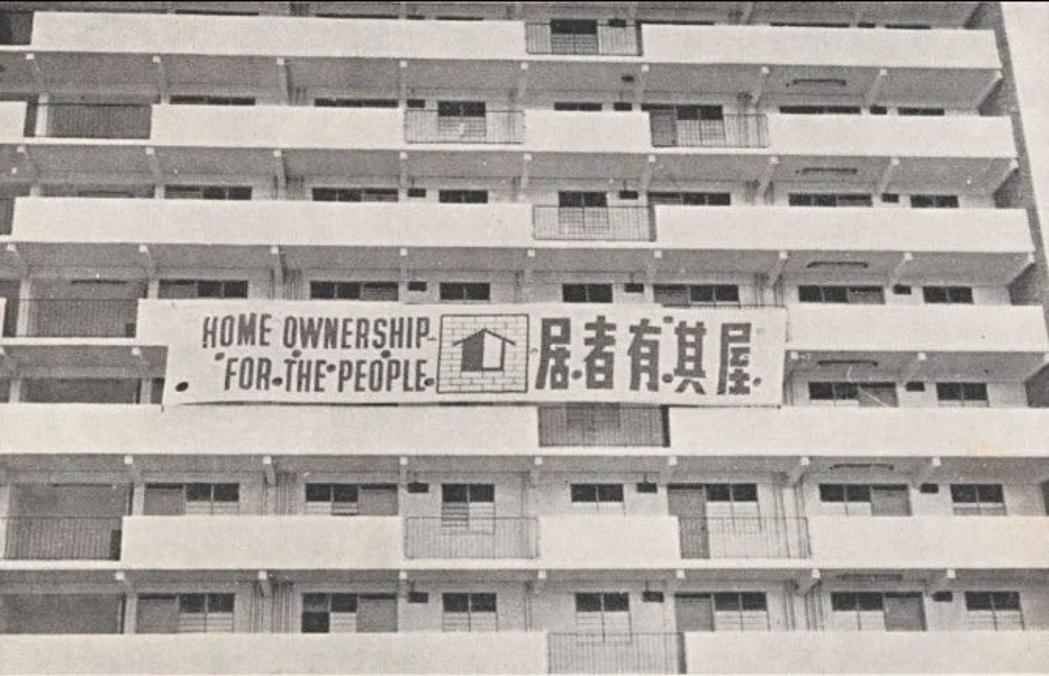 HOME OWNERSHIP
FOR THE PEOPLE
居者有其屋